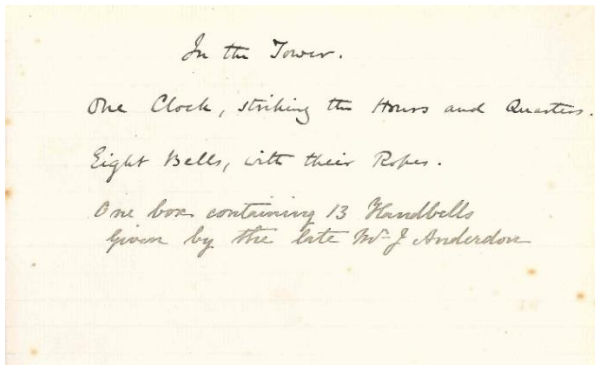 In the Tower.
One Clock, striking the Hours and Quarters.
Eight Bells, with their Ropes.
One box containing 13 Handbells
given by the late Mr J Anderdon